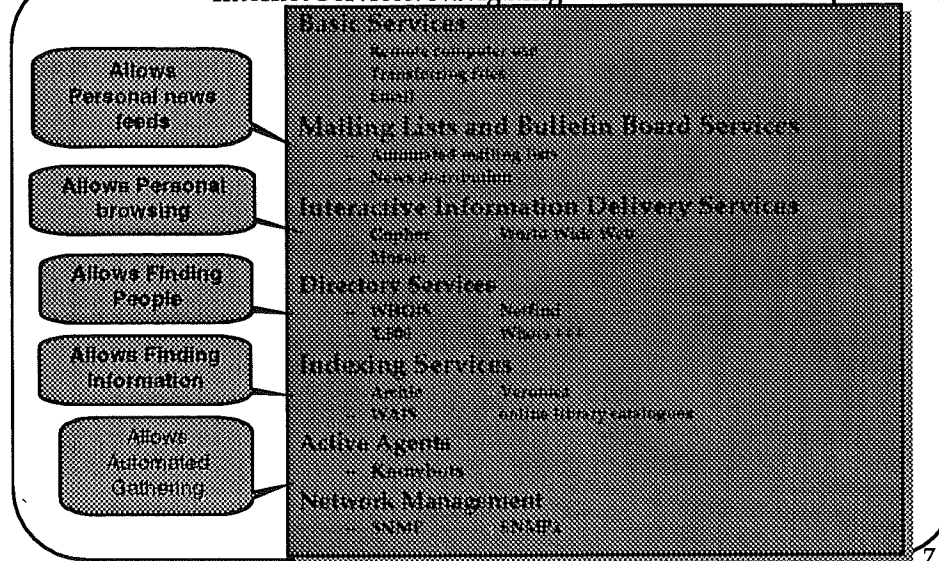 Basic Services
Remote computer use
Transferring files
Email
Allows
Personal news
feeds
Mailing Lists and Bulletin Board Services
Automated mailing lists
News distribution
Allows Personal
browsing
Interactive Information Delivery Services
Gopher World Wide Web
Mosaic
Allows Finding
People
Directory Services
WHOIS Netfind
X.500
Allows Finding
Information
Indexing Services
Archie Veronica
WAIS online library catalogues
Allows
Automated
Gathering
Active Agents
Knowbots
Network Management
SNMP
7